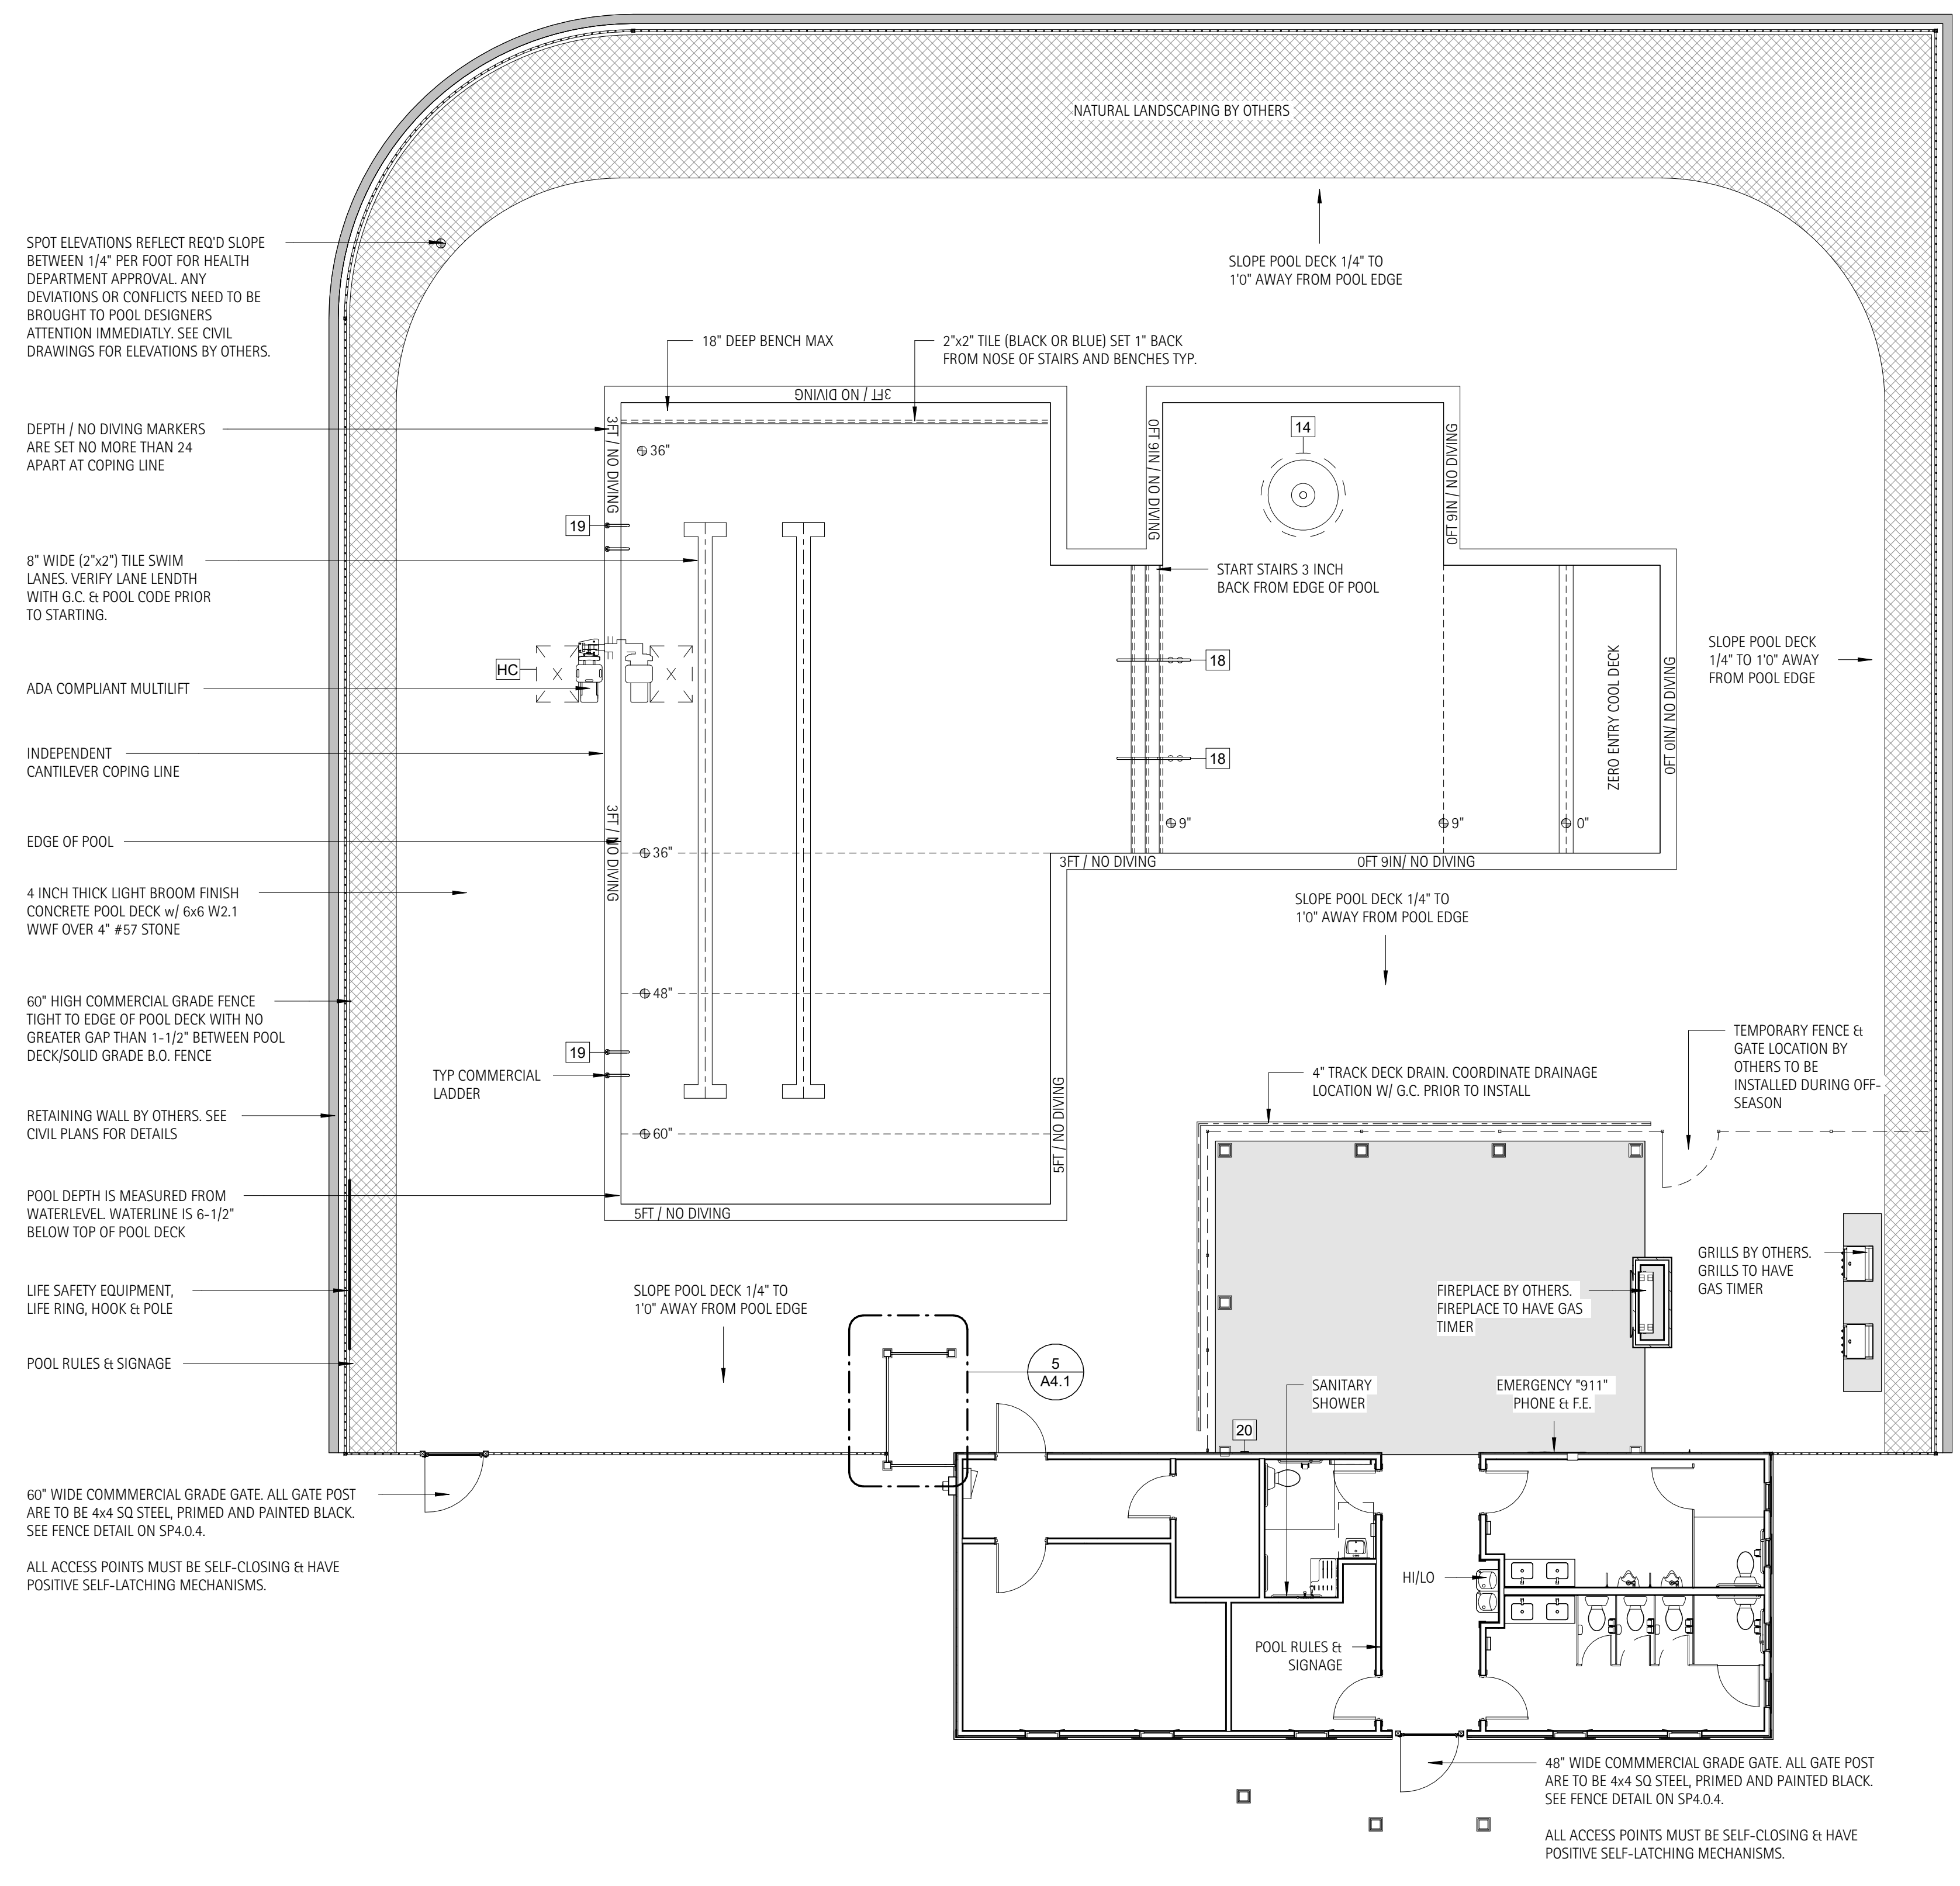 NATURAL LANDSCAPING BY OTHERS
SPOT ELEVATIONS REFLECT REQ'D SLOPE
BETWEEN 1/4" PER FOOT FOR HEALTH
DEPARTMENT APPROVAL. ANY
DEVIATIONS OR CONFLICTS NEED TO BE
BROUGHT TO POOL DESIGNERS
ATTENTION IMMEDIATLY. SEE CIVIL
DRAWINGS FOR ELEVATIONS BY OTHERS.
SLOPE POOL DECK 1/4" TO
1'0" AWAY FROM POOL EDGE
18" DEEP BENCH MAX
2"x2" TILE (BLACK OR BLUE) SET 1" BACK
FROM NOSE OF STAIRS AND BENCHES TYP.
3FT / NO DIVING
DEPTH / NO DIVING MARKERS
ARE SET NO MORE THAN 24
APART AT COPING LINE
3FT / NO DIVING
36"
0FT 9IN / NO DIVING
14
0FT 9IN / NO DIVING
19
8" WIDE (2"x2") TILE SWIM
LANES. VERIFY LANE LENDTH
WITH G.C. & POOL CODE PRIOR
TO STARTING.
START STAIRS 3 INCH
BACK FROM EDGE OF POOL
HC
X
X
18
ZERO ENTRY COOL DECK
0FT 0IN/ NO DIVING
SLOPE POOL DECK
1/4" TO 1'0" AWAY
FROM POOL EDGE
ADA COMPLIANT MULTILIFT
INDEPENDENT
CANTILEVER COPING LINE
18
9"
9"
0"
EDGE OF POOL
3FT / NO DIVING
36"
3FT / NO DIVING
0FT 9IN/ NO DIVING
4 INCH THICK LIGHT BROOM FINISH
CONCRETE POOL DECK w/ 6x6 W2.1
WWF OVER 4" #57 STONE
SLOPE POOL DECK 1/4" TO
1'0" AWAY FROM POOL EDGE
60" HIGH COMMERCIAL GRADE FENCE
TIGHT TO EDGE OF POOL DECK WITH NO
GREATER GAP THAN 1-1/2" BETWEEN POOL
DECK/SOLID GRADE B.O. FENCE
48"
19
TYP COMMERCIAL
LADDER
5FT / NO DIVING
4" TRACK DECK DRAIN. COORDINATE DRAINAGE
LOCATION W/ G.C. PRIOR TO INSTALL
TEMPORARY FENCE &
GATE LOCATION BY
OTHERS TO BE
INSTALLED DURING OFF-
SEASON
RETAINING WALL BY OTHERS. SEE
CIVIL PLANS FOR DETAILS
60"
POOL DEPTH IS MEASURED FROM
WATERLEVEL. WATERLINE IS 6-1/2"
BELOW TOP OF POOL DECK
5FT / NO DIVING
LIFE SAFETY EQUIPMENT,
LIFE RING, HOOK & POLE
SLOPE POOL DECK 1/4" TO
1'0" AWAY FROM POOL EDGE
FIREPLACE BY OTHERS.
FIREPLACE TO HAVE GAS
TIMER
GRILLS BY OTHERS.
GRILLS TO HAVE
GAS TIMER
POOL RULES & SIGNAGE
5
A4.1
SANITARY
SHOWER
EMERGENCY "911"
PHONE & F.E.
20
60" WIDE COMMMERCIAL GRADE GATE. ALL GATE POST
ARE TO BE 4x4 SQ STEEL, PRIMED AND PAINTED BLACK.
SEE FENCE DETAIL ON SP4.0.4.
ALL ACCESS POINTS MUST BE SELF-CLOSING & HAVE
POSITIVE SELF-LATCHING MECHANISMS.
HI/LO
POOL RULES &
SIGNAGE
48" WIDE COMMMERCIAL GRADE GATE. ALL GATE POST
ARE TO BE 4x4 SQ STEEL, PRIMED AND PAINTED BLACK.
SEE FENCE DETAIL ON SP4.0.4.
ALL ACCESS POINTS MUST BE SELF-CLOSING & HAVE
POSITIVE SELF-LATCHING MECHANISMS.